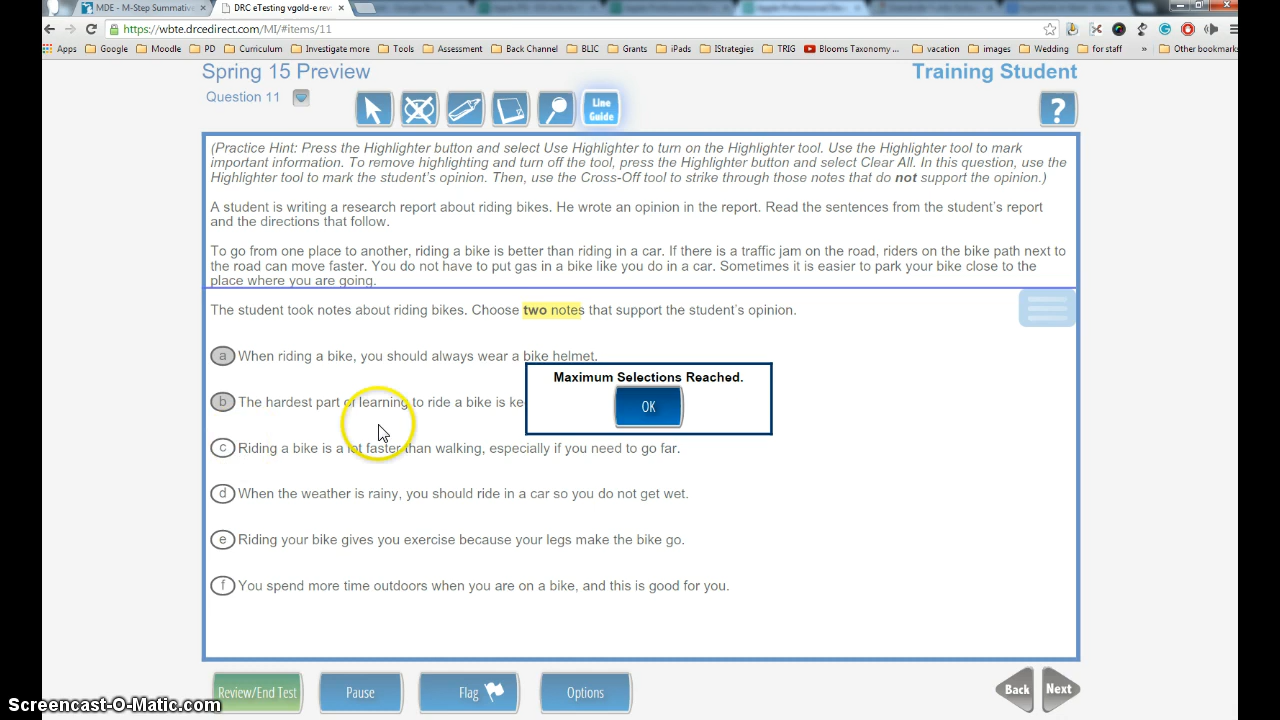 MDE - M-Step Summative
DRC eTesting vgold-e rev
https://wbte.drcedirect.com/MI/#items/11
Apps Google Moodle PD Curriculum Investigate more Tools Assessment Back Channel BLIC Grants iPads IStrategies TRIG Blooms Taxonomy ... vacation images Wedding for staff » Other bookmarks
Spring 15 Preview
Training Student
Question 11
Line
Guide
?
(Practice Hint: Press the Highlighter button and select Use Highlighter to turn on the Highlighter tool. Use the Highlighter tool to mark
important information. To remove highlighting and turn off the tool, press the Highlighter button and select Clear All. In this question, use the
Highlighter tool to mark the student's opinion. Then, use the Cross-Off tool to strike through those notes that do not support the opinion.)
A student is writing a research report about riding bikes. He wrote an opinion in the report. Read the sentences from the student's report
and the directions that follow.
To go from one place to another, riding a bike is better than riding in a car. If there is a traffic jam on the road, riders on the bike path next to
the road can move faster. You do not have to put gas in a bike like you do in a car. Sometimes it is easier to park your bike close to the
place where you are going.
The student took notes about riding bikes. Choose two notes that support the student's opinion.
a When riding a bike, you should always wear a bike helmet.
Maximum Selections Reached.
b The hardest part of learning to ride a bike is ke
OK
c Riding a bike is a lot faster than walking, especially if you need to go far.
d When the weather is rainy, you should ride in a car so you do not get wet.
e Riding your bike gives you exercise because your legs make the bike go.
f You spend more time outdoors when you are on a bike, and this is good for you.
Review/End Test Pause Flag Options Back Next
Screencast-O-Matic.com